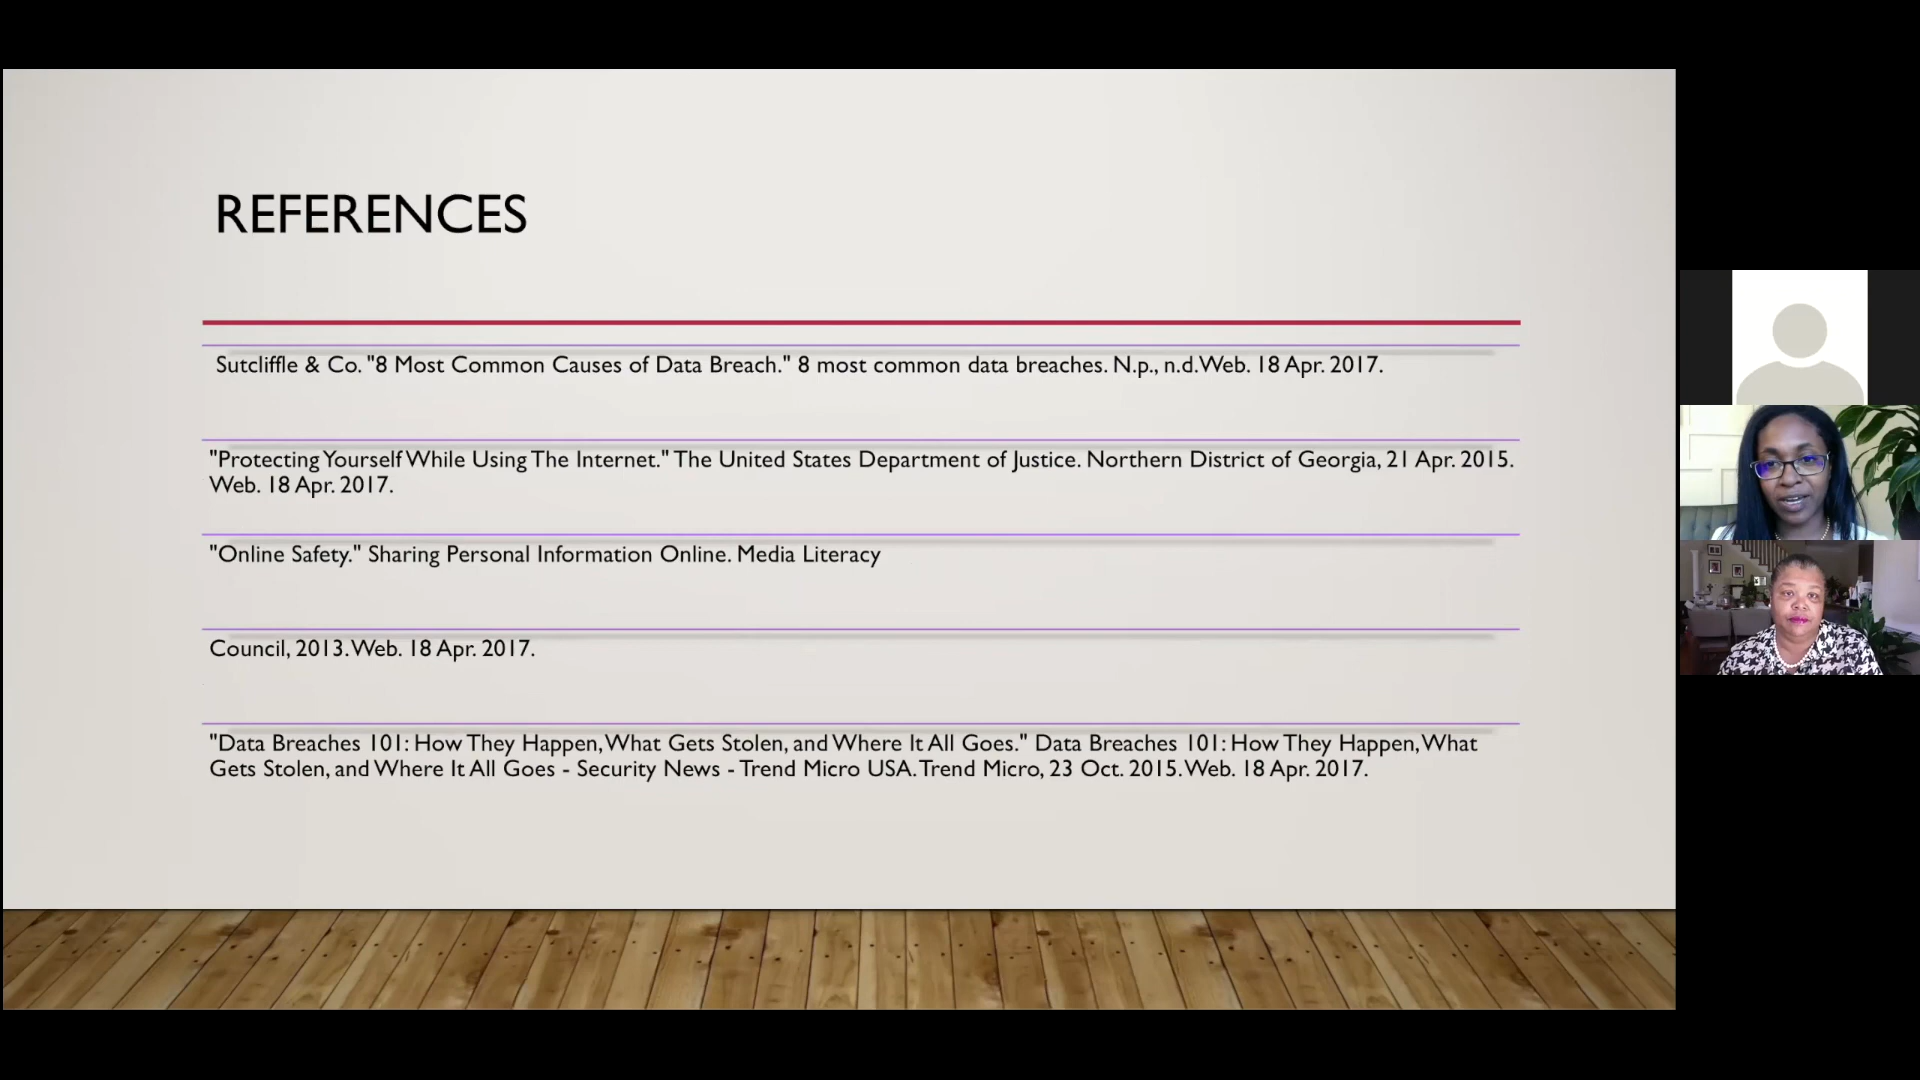 REFERENCES
Sutcliffle & Co. "8 Most Common Causes of Data Breach." 8 most common data breaches. N.p., n.d. Web. 18 Apr. 2017.
"Protecting Yourself While Using The Internet." The United States Department of Justice. Northern District of Georgia, 21 Apr. 2015.
Web. 18 Apr. 2017.
"Online Safety." Sharing Personal Information Online. Media Literacy
Council, 2013. Web. 18 Apr. 2017.
"Data Breaches 101: How They Happen, What Gets Stolen, and Where It All Goes." Data Breaches 101: How They Happen, What
Gets Stolen, and Where It All Goes - Security News - Trend Micro USA. Trend Micro, 23 Oct. 2015. Web. 18 Apr. 2017.